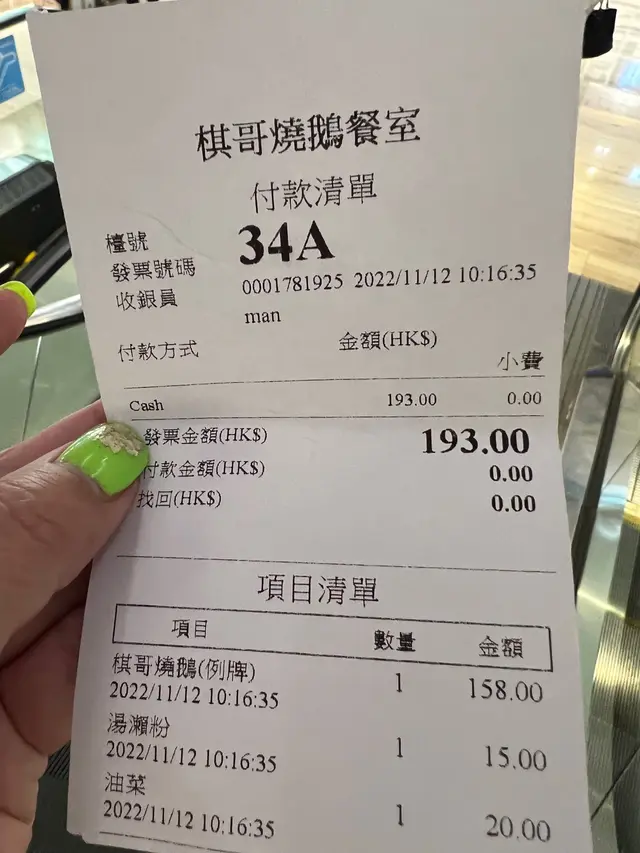 棋哥燒鵝餐室
付款清單
檯號 34A
發票號碼 0001781925 2022/11/12 10:16:35
收銀員 man
付款方式 金額(HK$) 小費
Cash 193.00 0.00
發票金額(HK$) 193.00
付款金額(HK$) 0.00
找回(HK$) 0.00
項目清單
項目 數量 金額
棋哥燒鵝(例牌) 1 158.00
2022/11/12 10:16:35
湯瀨粉 1 15.00
2022/11/12 10:16:35
油菜 1 20.00
2022/11/12 10:16:35